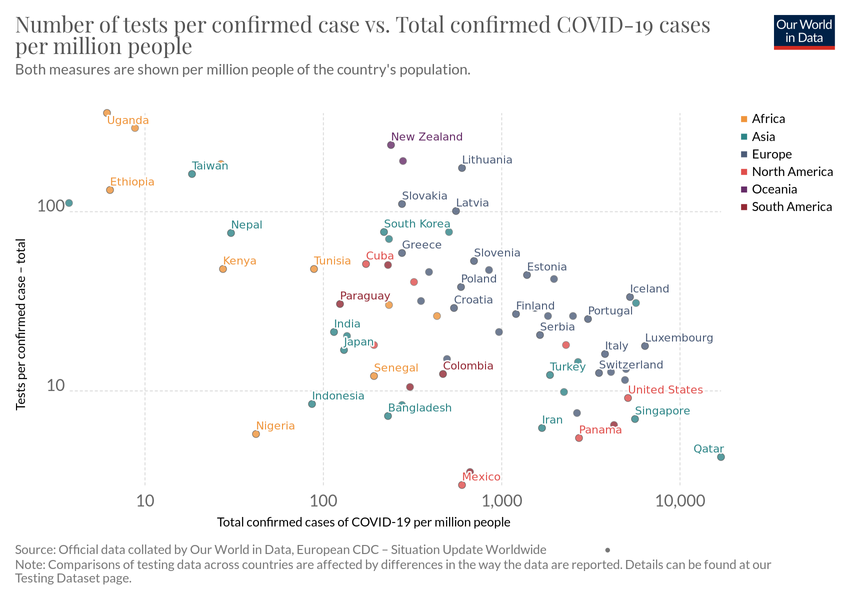 Number of tests per confirmed case vs. Total confirmed COVID-19 cases
per million people
Both measures are shown per million people of the country's population.
Our World
in Data
Africa
Asia
Europe
North America
Oceania
South America
Tests per confirmed case – total
100
10
Uganda
New Zealand
Lithuania
Taiwan
Ethiopia
Slovakia
Latvia
Nepal
South Korea
Greece
Kenya
Tunisia
Cuba
Slovenia
Estonia
Poland
Iceland
Paraguay
Croatia
Finland
Portugal
India
Serbia
Japan
Italy
Luxembourg
Senegal
Colombia
Turkey
Switzerland
United States
Indonesia
Bangladesh
Singapore
Nigeria
Iran
Panama
Qatar
Mexico
10
100
1,000
10,000
Total confirmed cases of COVID-19 per million people
Source: Official data collated by Our World in Data, European CDC – Situation Update Worldwide
Note: Comparisons of testing data across countries are affected by differences in the way the data are reported. Details can be found at our
Testing Dataset page.